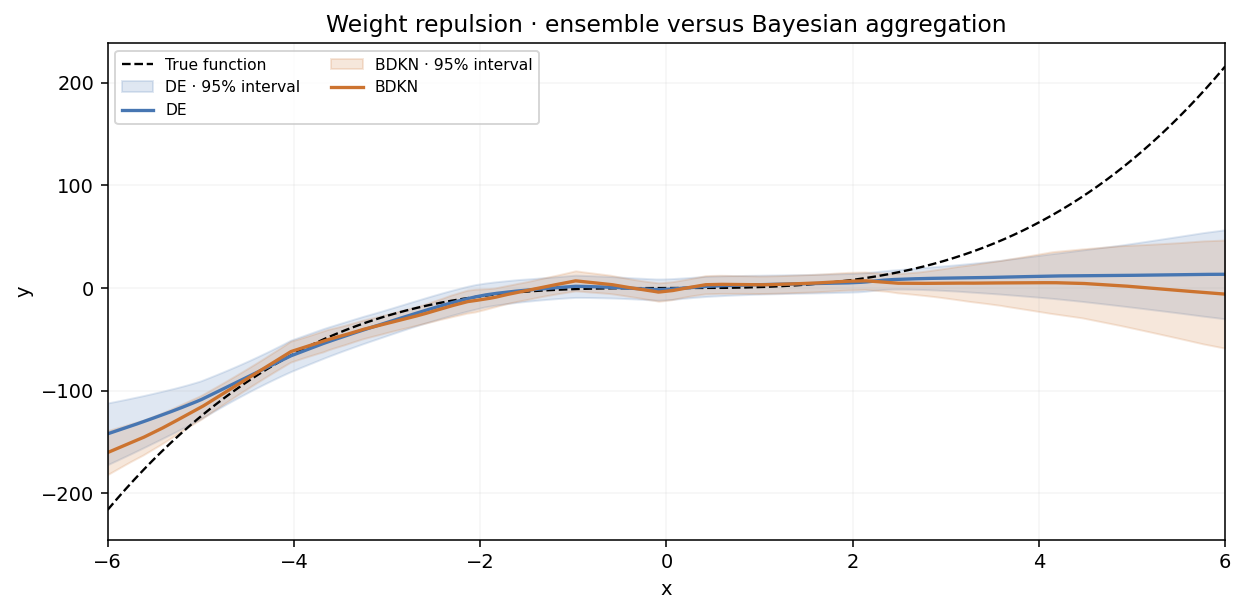 Weight repulsion · ensemble versus Bayesian aggregation
True function
DE · 95% interval
DE
BDKN · 95% interval
BDKN
y
200
100
0
−100
−200
−6
−4
−2
0
2
4
6
x